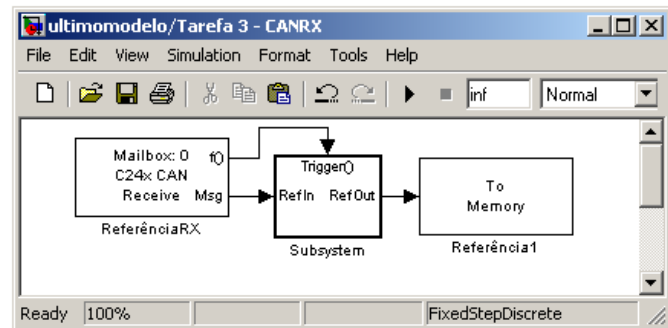 ultimomodelo/Tarefa 3 - CANRX
File Edit View Simulation Format Tools Help
inf Normal
Mailbox: 0 f()
C24x CAN
Receive Msg
ReferênciaRX
Trigger()
RefIn RefOut
Subsystem
To
Memory
Referência1
Ready 100% FixedStepDiscrete